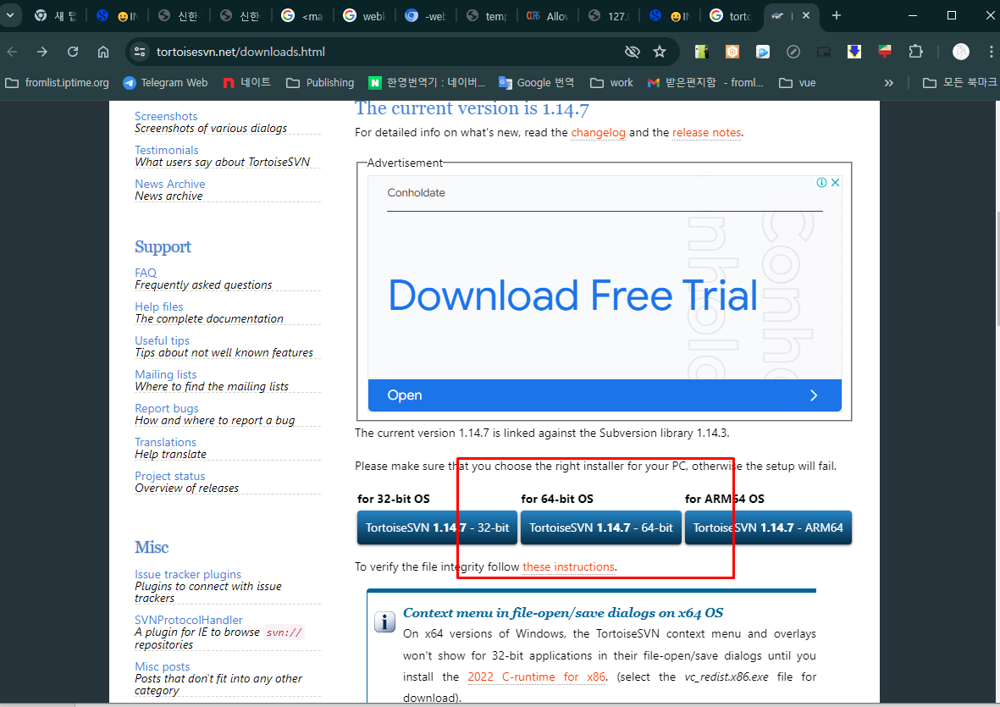 새 탭
IN
신한
신한
<ma
webl
-web
temp
Allov
127.0
IN
torto
tortoisesvn.net/downloads.html
fromlist.iptime.org
Telegram Web
네이트
Publishing
한영번역기 : 네이버...
Google 번역
work
받은편지함 - froml...
vue
모든 북마크
Screenshots
Screenshots of various dialogs
Testimonials
What users say about TortoiseSVN
News Archive
News archive
Support
FAQ
Frequently asked questions
Help files
The complete documentation
Useful tips
Tips about not well known features
Mailing lists
Where to find the mailing lists
Report bugs
How and where to report a bug
Translations
Help translate
Project status
Overview of releases
Misc
Issue tracker plugins
Plugins to connect with issue
trackers
SVNProtocolHandler
A plugin for IE to browse svn://
repositories
Misc posts
Posts that don't fit into any other
category
The current version is 1.14.7
For detailed info on what's new, read the changelog and the release notes.
Advertisement
Conholdate
Conho
nholo
Download Free Trial
Open
The current version 1.14.7 is linked against the Subversion library 1.14.3.
Please make sure that you choose the right installer for your PC, otherwise the setup will fail.
for 32-bit OS for 64-bit OS for ARM64 OS
TortoiseSVN 1.14.7 - 32-bit TortoiseSVN 1.14.7 - 64-bit TortoiseSVN 1.14.7 - ARM64
To verify the file integrity follow these instructions.
Context menu in file-open/save dialogs on x64 OS
On x64 versions of Windows, the TortoiseSVN context menu and overlays
won't show for 32-bit applications in their file-open/save dialogs until you
install the 2022 C-runtime for x86. (select the vc_redist.x86.exe file for
download).